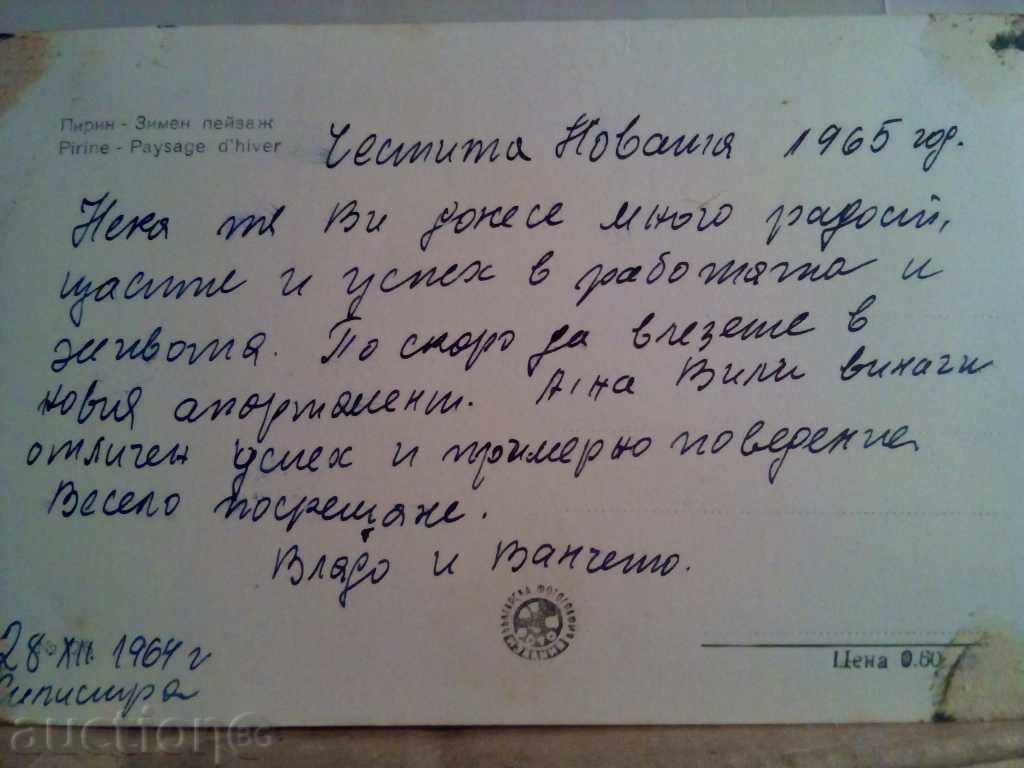 Пирин - Зимен пейзаж
Pirine - Paysage d'hiver
Честита Новата 1965 год.
Нека тя Ви донесе много радост,
щастие и успех в работата и
живота. По скоро да влезете в
новия апартамент. А на Вили винаги
отличен успех и примерно поведение
Весело посрещане.
Владо и Ванчето.
28 XII. 1964 г
Силистра
Цена 0.60
auction BG